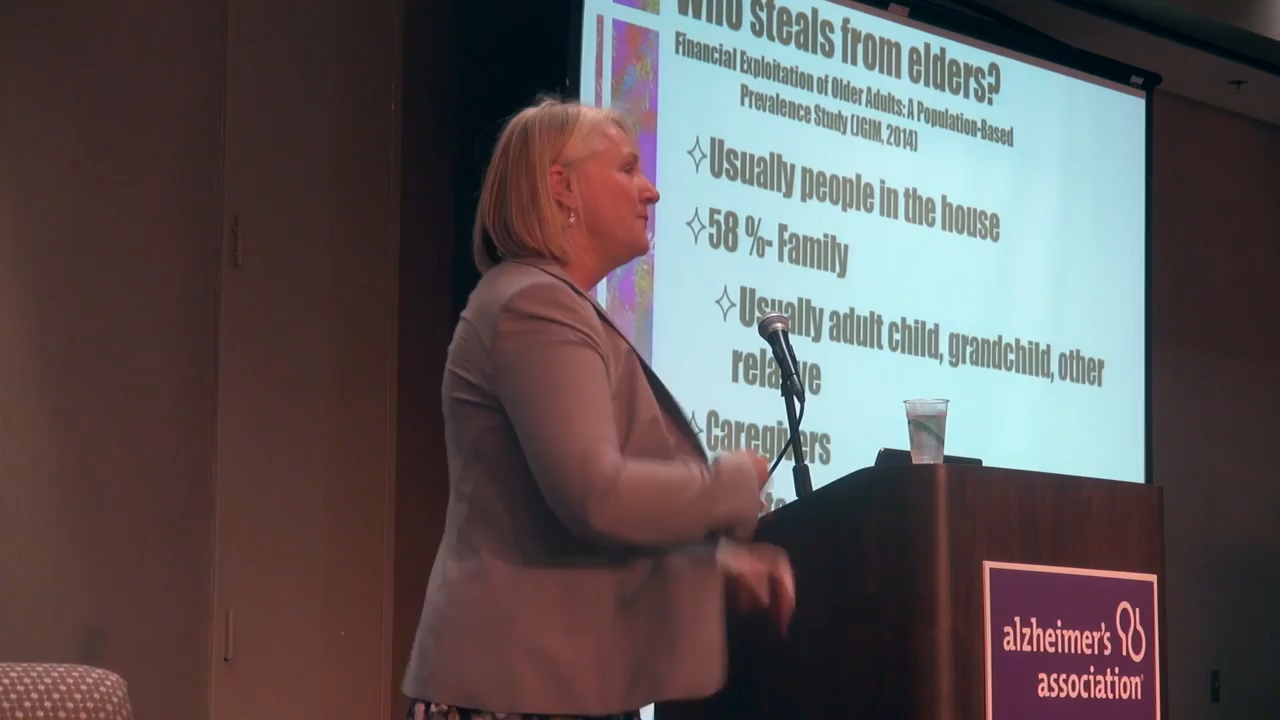 Who steals from elders?
Financial Exploitation of Older Adults: A Population-Based
Prevalence Study (JGIM, 2014)
Usually people in the house
58 %- Family
Usually adult child, grandchild, other
relative
Caregivers
alzheimer's
association